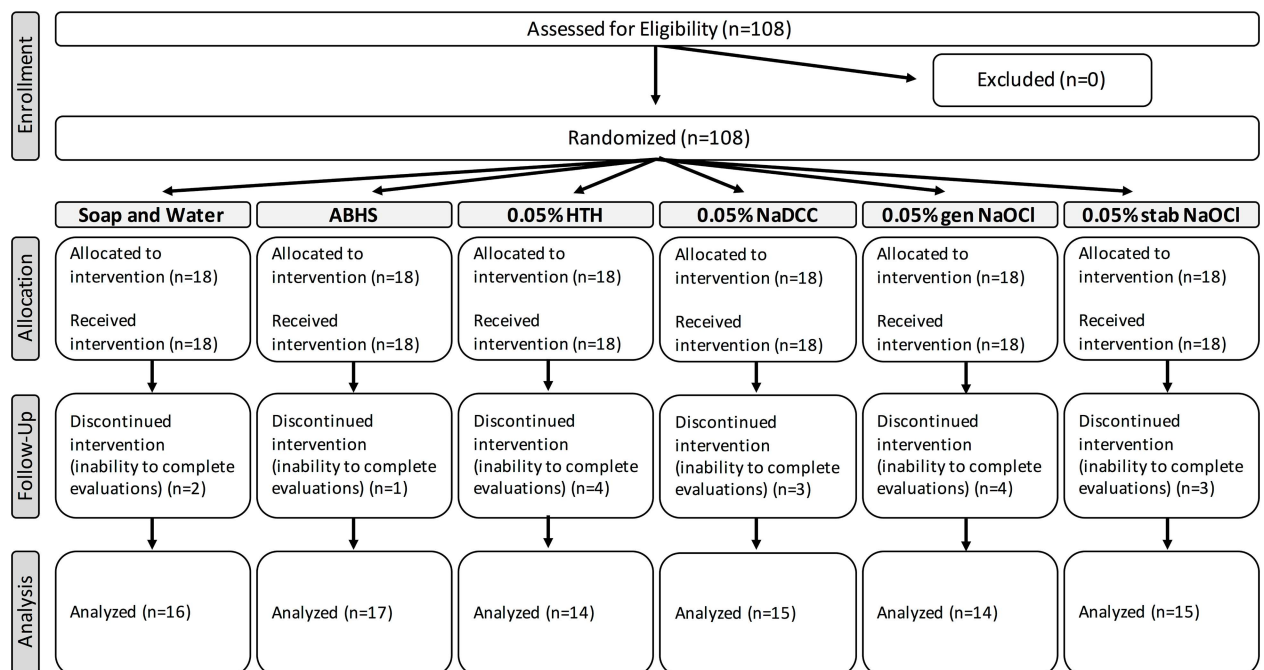 Enrollment
Assessed for Eligibility (n=108)
Excluded (n=0)
Randomized (n=108)
Soap and Water
ABHS
0.05% HTH
0.05% NaDCC
0.05% gen NaOCl
0.05% stab NaOCl
Allocation
Allocated to
intervention (n=18)
Received
intervention (n=18)
Allocated to
intervention (n=18)
Received
intervention (n=18)
Allocated to
intervention (n=18)
Received
intervention (n=18)
Allocated to
intervention (n=18)
Received
intervention (n=18)
Allocated to
intervention (n=18)
Received
intervention (n=18)
Allocated to
intervention (n=18)
Received
intervention (n=18)
Follow-Up
Discontinued
intervention
(inability to complete
evaluations) (n=2)
Discontinued
intervention
(inability to complete
evaluations) (n=1)
Discontinued
intervention
(inability to complete
evaluations) (n=4)
Discontinued
intervention
(inability to complete
evaluations) (n=3)
Discontinued
intervention
(inability to complete
evaluations) (n=4)
Discontinued
intervention
(inability to complete
evaluations) (n=3)
Analysis
Analyzed (n=16)
Analyzed (n=17)
Analyzed (n=14)
Analyzed (n=15)
Analyzed (n=14)
Analyzed (n=15)